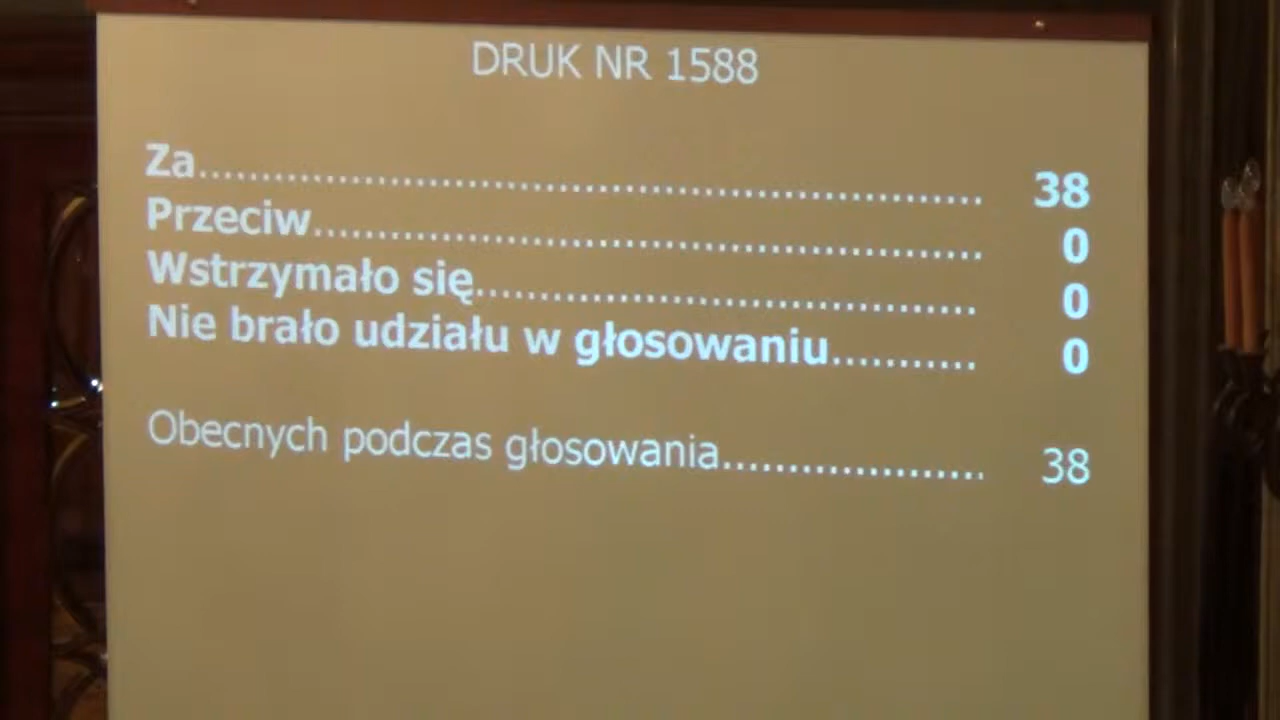 DRUK NR 1588
Za........................................................................ 38
Przeciw.............................................................. 0
Wstrzymało się.............................................. 0
Nie brało udziału w głosowaniu........... 0
Obecnych podczas głosowania.................... 38